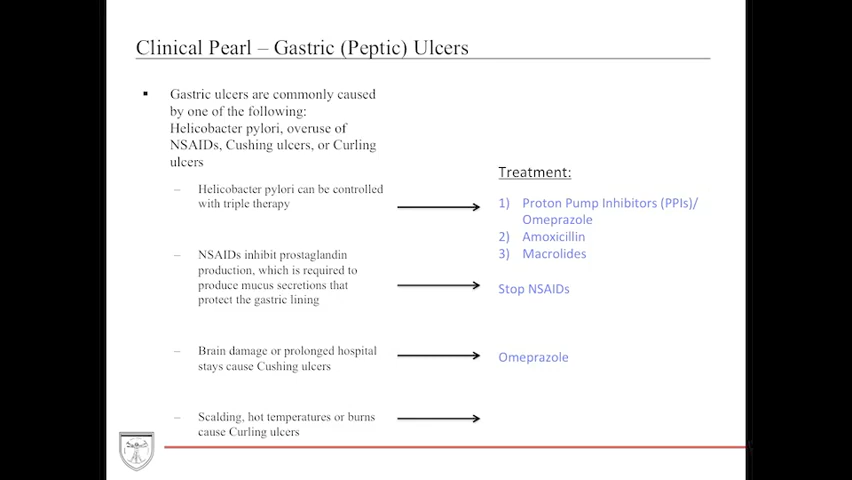 Clinical Pearl – Gastric (Peptic) Ulcers
▪ Gastric ulcers are commonly caused
by one of the following:
Helicobacter pylori, overuse of
NSAIDs, Cushing ulcers, or Curling
ulcers
– Helicobacter pylori can be controlled
with triple therapy
– NSAIDs inhibit prostaglandin
production, which is required to
produce mucus secretions that
protect the gastric lining
– Brain damage or prolonged hospital
stays cause Cushing ulcers
– Scalding, hot temperatures or burns
cause Curling ulcers
Treatment:
1) Proton Pump Inhibitors (PPIs)/
Omeprazole
2) Amoxicillin
3) Macrolides
Stop NSAIDs
Omeprazole